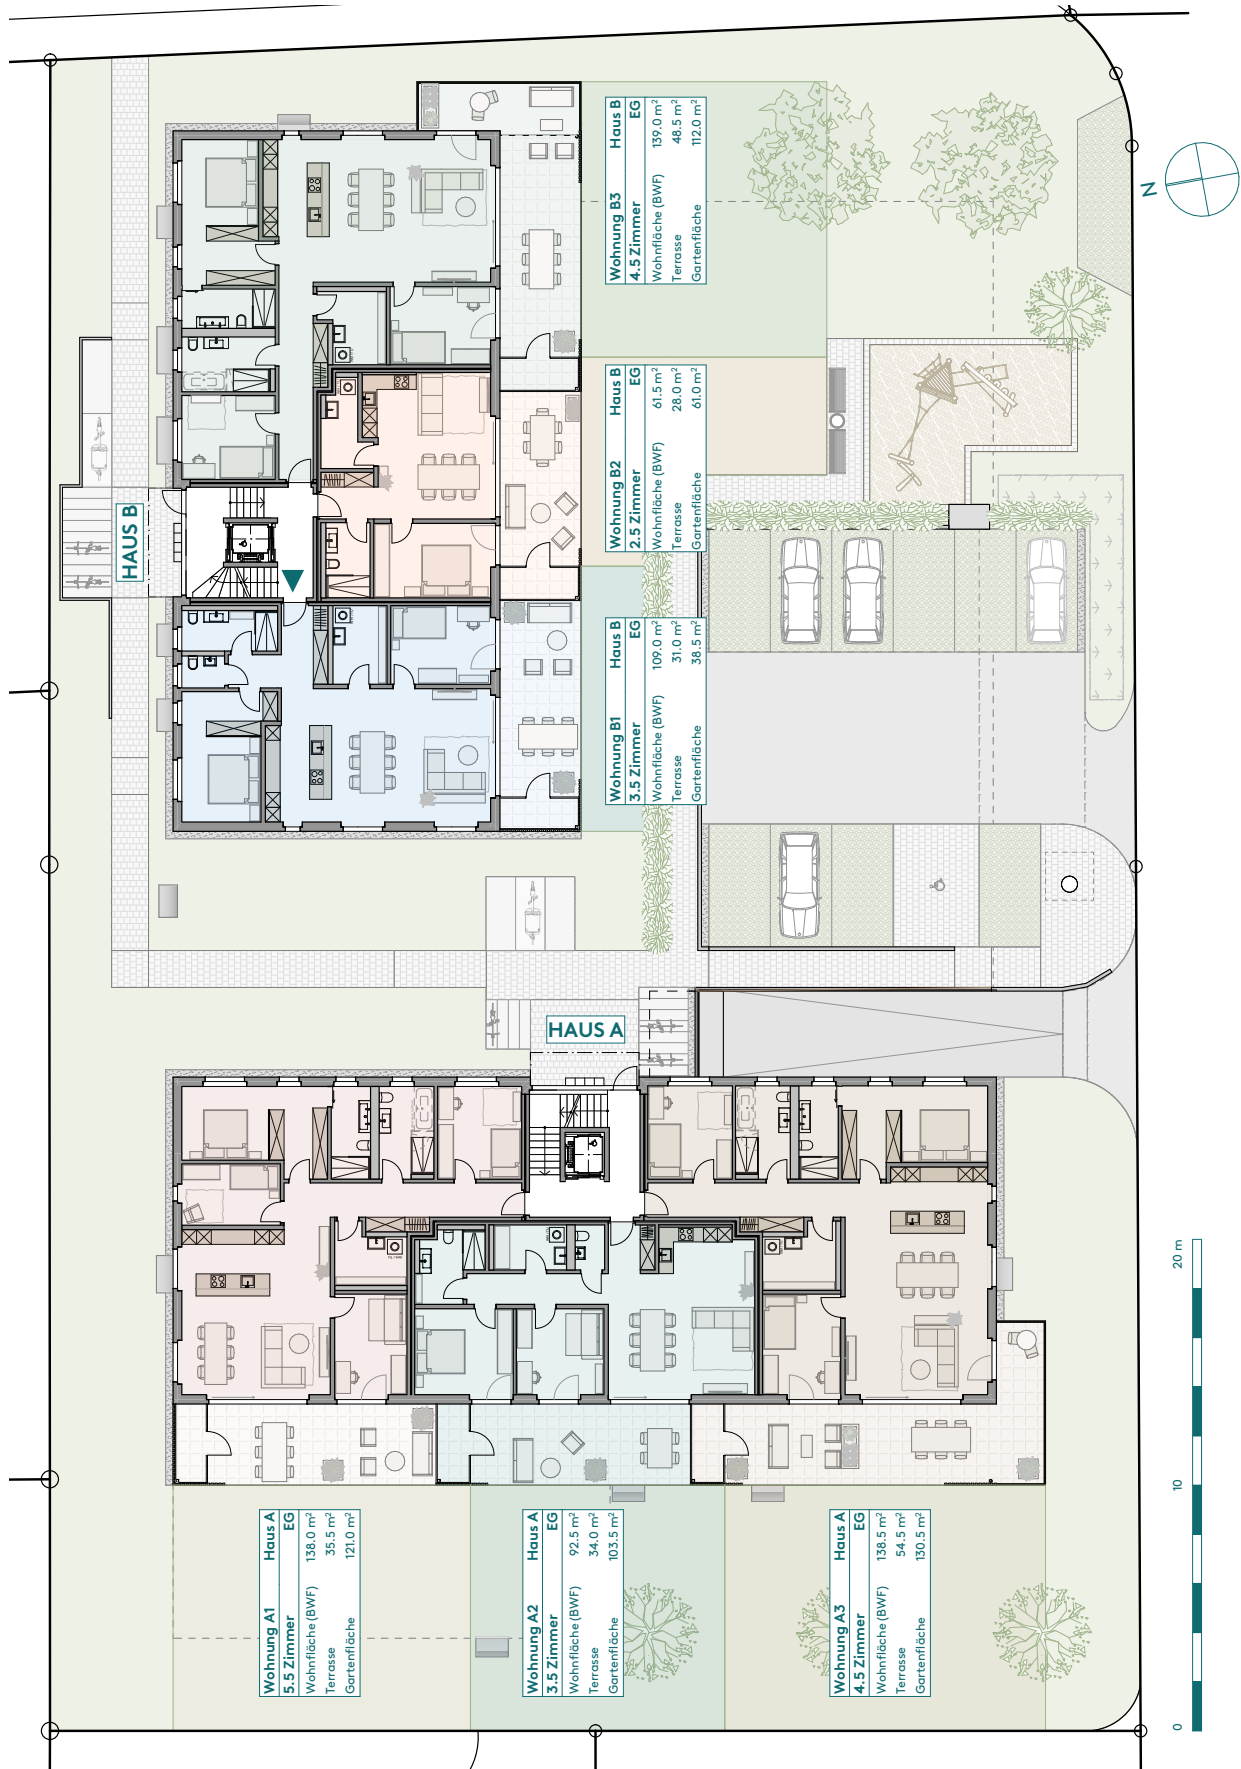 Wohnung B3 Haus B
4.5 Zimmer EG
Wohnfläche (BWF) 139.0 m²
Terrasse 48.5 m²
Gartenfläche 112.0 m²
N
Wohnung B2 Haus B
2.5 Zimmer EG
Wohnfläche (BWF) 61.5 m²
Terrasse 28.0 m²
Gartenfläche 61.0 m²
HAUS B
Wohnung B1 Haus B
3.5 Zimmer EG
Wohnfläche (BWF) 109.0 m²
Terrasse 31.0 m²
Gartenfläche 38.5 m²
HAUS A
Wohnung A1 Haus A
5.5 Zimmer EG
Wohnfläche (BWF) 138.0 m²
Terrasse 35.5 m²
Gartenfläche 121.0 m²
Wohnung A2 Haus A
3.5 Zimmer EG
Wohnfläche (BWF) 92.5 m²
Terrasse 34.0 m²
Gartenfläche 103.5 m²
Wohnung A3 Haus A
4.5 Zimmer EG
Wohnfläche (BWF) 138.5 m²
Terrasse 54.5 m²
Gartenfläche 130.5 m²
0 10 20 m